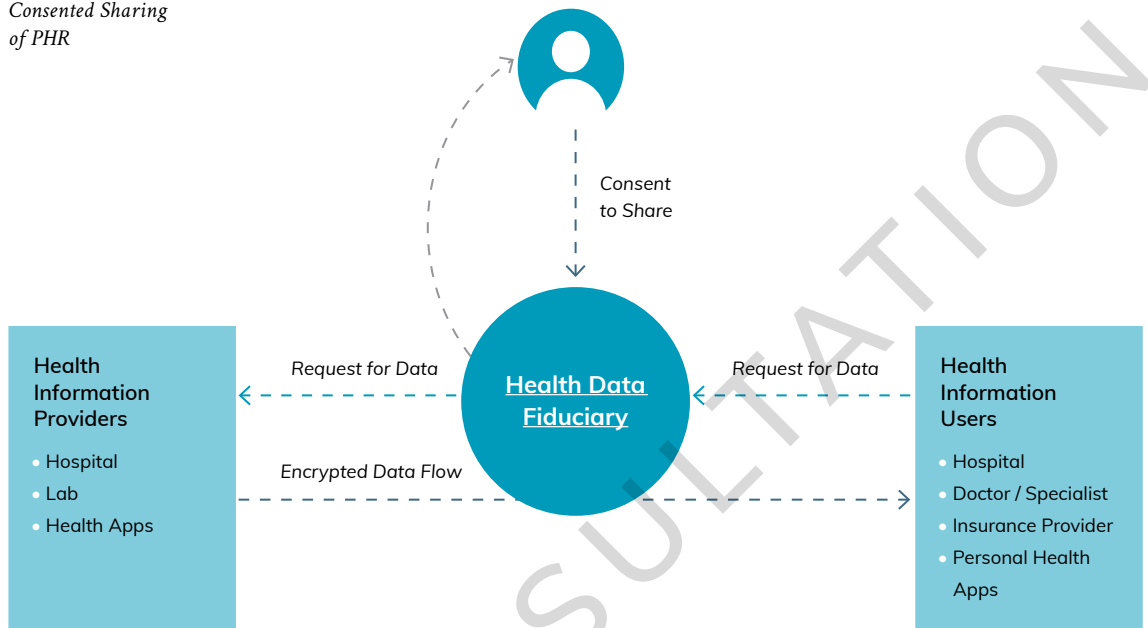 Consented Sharing
of PHR
Consent
to Share
Health
Information
Providers
Hospital
Lab
Health Apps
Request for Data
Encrypted Data Flow
Health Data
Fiduciary
Request for Data
Health
Information
Users
Hospital
Doctor / Specialist
Insurance Provider
Personal Health
Apps
SULTATION